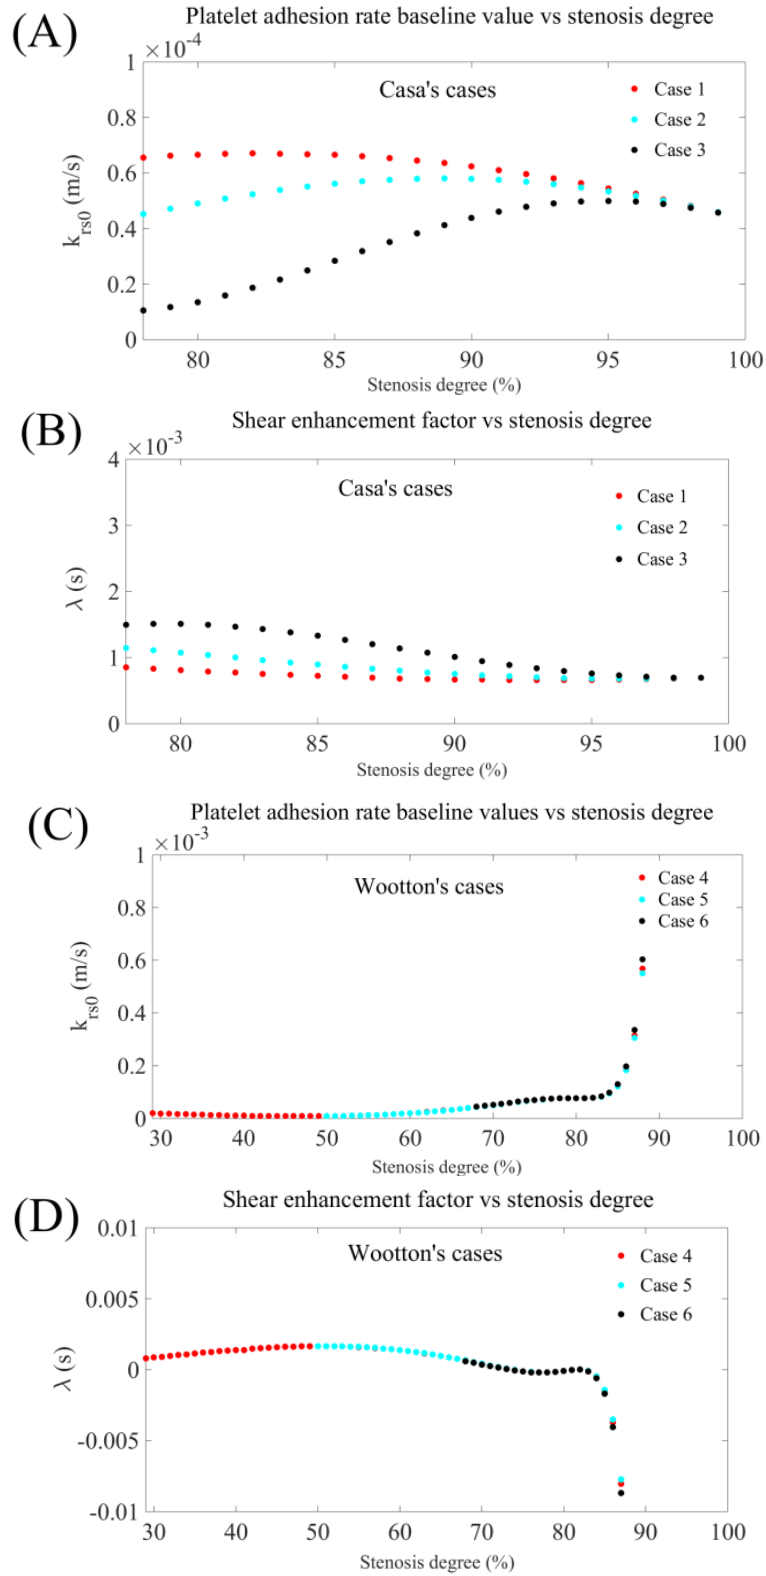 (A)
Platelet adhesion rate baseline value vs stenosis degree
×10^-4
Casa's cases
Case 1
Case 2
Case 3
1
0.8
0.6
0.4
0.2
0
k_rs0 (m/s)
80 85 90 95 100
Stenosis degree (%)
(B)
Shear enhancement factor vs stenosis degree
×10^-3
Casa's cases
Case 1
Case 2
Case 3
4
3
2
1
0
λ (s)
80 85 90 95 100
Stenosis degree (%)
(C)
Platelet adhesion rate baseline values vs stenosis degree
×10^-3
Wootton's cases
Case 4
Case 5
Case 6
1
0.8
0.6
0.4
0.2
0
k_rs0 (m/s)
30 40 50 60 70 80 90 100
Stenosis degree (%)
(D)
Shear enhancement factor vs stenosis degree
Wootton's cases
Case 4
Case 5
Case 6
0.01
0.005
0
-0.005
-0.01
λ (s)
30 40 50 60 70 80 90 100
Stenosis degree (%)